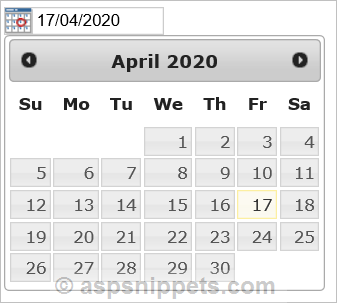 17/04/2020
April 2020
Su Mo Tu We Th Fr Sa
1 2 3 4
5 6 7 8 9 10 11
12 13 14 15 16 17 18
19 20 21 22 23 24 25
26 27 28 29 30
© aspsnippets.com